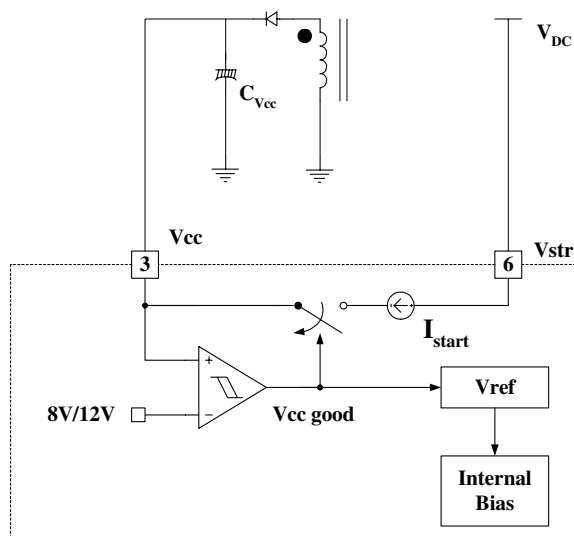 V_DC
C_Vcc
Vcc
Vstr
3
6
I_start
8V/12V
+
−
Vcc good
Vref
Internal
Bias